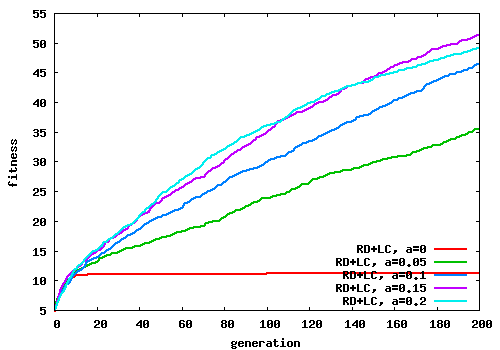 55
50
45
40
35
30
25
20
15
10
5
fitness
RD+LC, a=0
RD+LC, a=0.05
RD+LC, a=0.1
RD+LC, a=0.15
RD+LC, a=0.2
0 20 40 60 80 100 120 140 160 180 200
generation